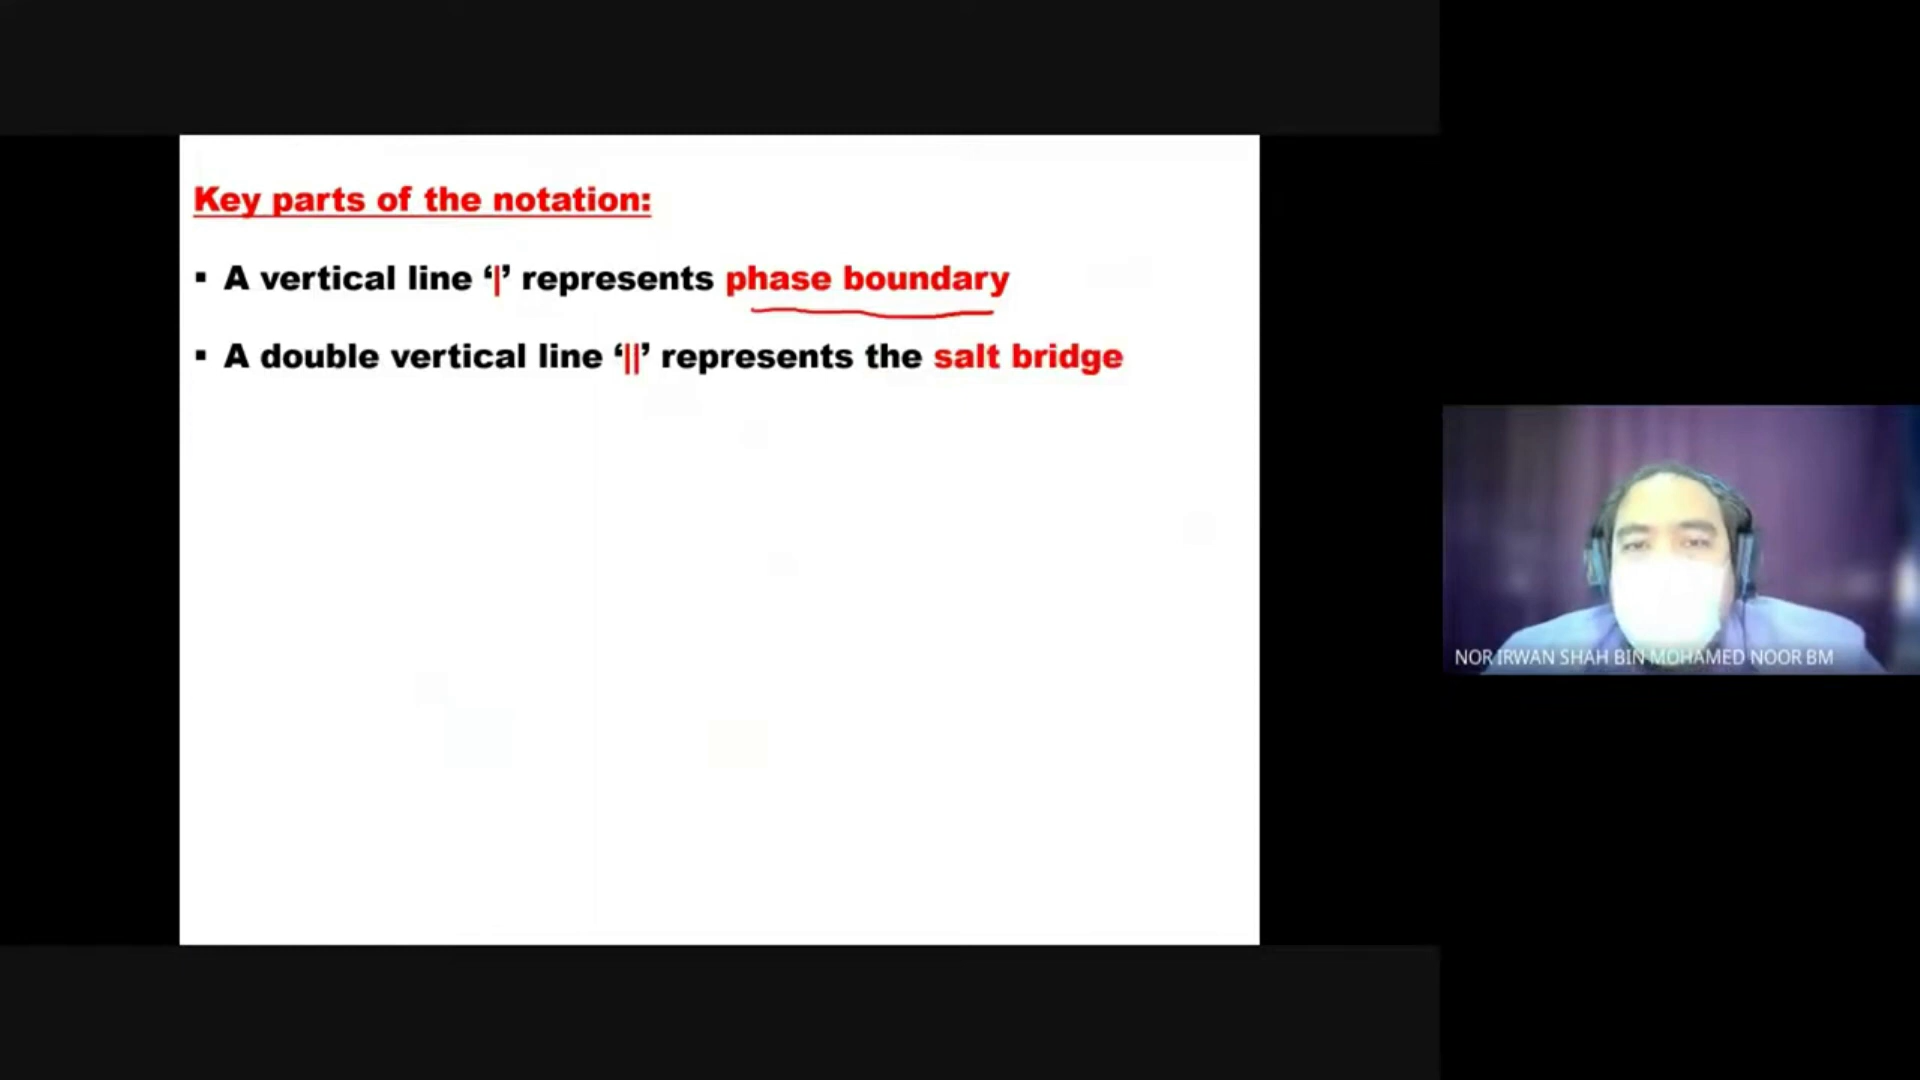 Key parts of the notation:
▪ A vertical line ‘|’ represents phase boundary
▪ A double vertical line ‘||’ represents the salt bridge
NOR IRWAN SHAH BIN MOHAMED NOOR BM